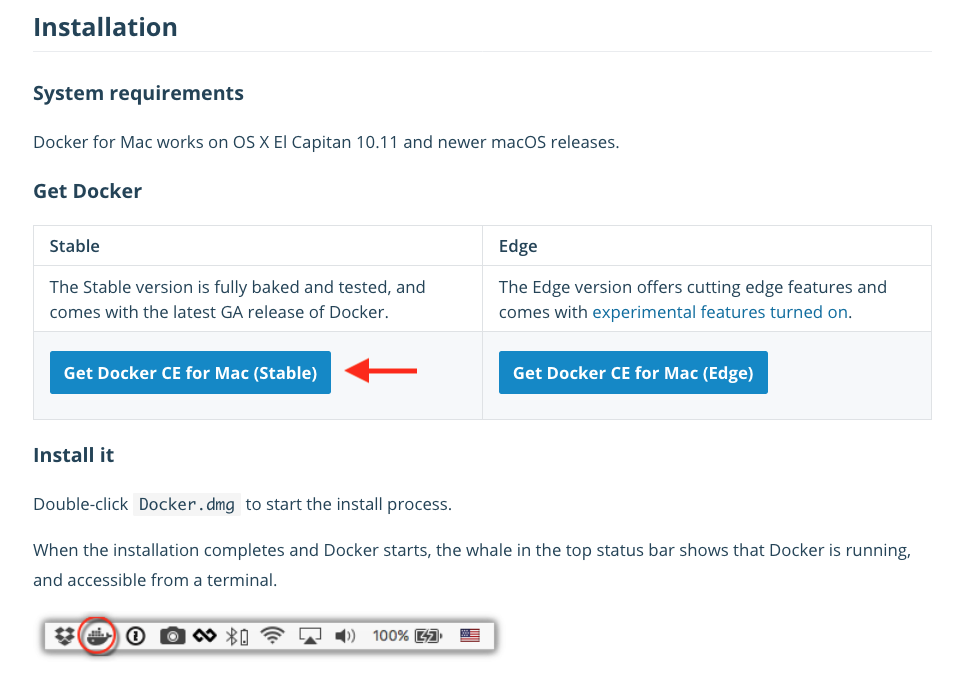 Installation
System requirements
Docker for Mac works on OS X El Capitan 10.11 and newer macOS releases.
Get Docker
Stable
Edge
The Stable version is fully baked and tested, and
comes with the latest GA release of Docker.
The Edge version offers cutting edge features and
comes with experimental features turned on.
Get Docker CE for Mac (Stable)
Get Docker CE for Mac (Edge)
Install it
Double-click Docker.dmg to start the install process.
When the installation completes and Docker starts, the whale in the top status bar shows that Docker is running,
and accessible from a terminal.
100%